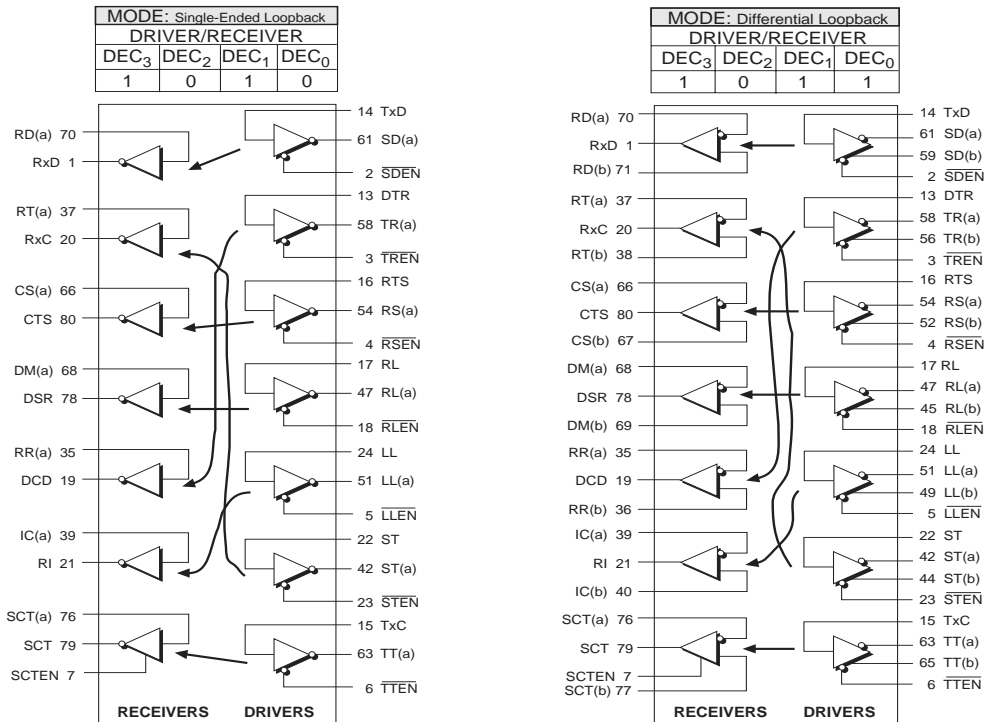 MODE: Single-Ended Loopback
DRIVER/RECEIVER
DEC3 DEC2 DEC1 DEC0
1 0 1 0
14 TxD
RD(a) 70
61 SD(a)
RxD 1
2 SDEN
13 DTR
RT(a) 37
58 TR(a)
RxC 20
3 TREN
16 RTS
CS(a) 66
54 RS(a)
CTS 80
4 RSEN
17 RL
DM(a) 68
47 RL(a)
DSR 78
18 RLEN
24 LL
RR(a) 35
51 LL(a)
DCD 19
5 LLEN
22 ST
IC(a) 39
42 ST(a)
RI 21
23 STEN
15 TxC
SCT(a) 76
63 TT(a)
SCT 79
SCTEN 7
6 TTEN
RECEIVERS DRIVERS
MODE: Differential Loopback
DRIVER/RECEIVER
DEC3 DEC2 DEC1 DEC0
1 0 1 1
14 TxD
RD(a) 70
61 SD(a)
RxD 1
59 SD(b)
RD(b) 71
2 SDEN
13 DTR
RT(a) 37
58 TR(a)
RxC 20
56 TR(b)
RT(b) 38
3 TREN
16 RTS
CS(a) 66
54 RS(a)
CTS 80
52 RS(b)
CS(b) 67
4 RSEN
17 RL
DM(a) 68
47 RL(a)
DSR 78
45 RL(b)
DM(b) 69
18 RLEN
24 LL
RR(a) 35
51 LL(a)
DCD 19
49 LL(b)
RR(b) 36
5 LLEN
22 ST
IC(a) 39
42 ST(a)
RI 21
44 ST(b)
IC(b) 40
23 STEN
15 TxC
SCT(a) 76
63 TT(a)
SCT 79
65 TT(b)
SCTEN 7
6 TTEN
SCT(b) 77
RECEIVERS DRIVERS